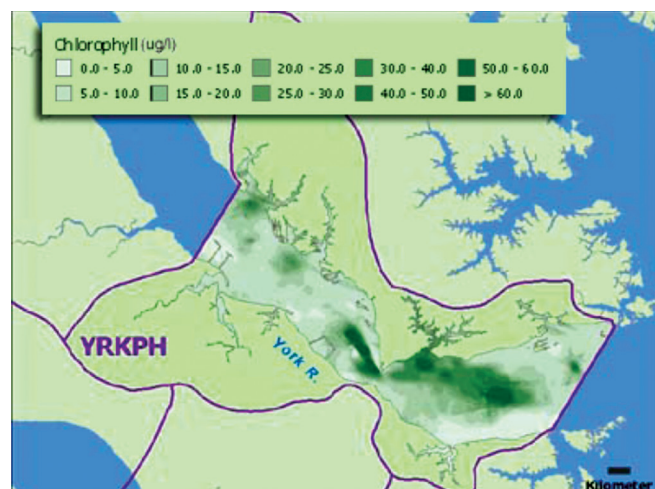 Chlorophyll (ug/l)
0.0 - 5.0 10.0 - 15.0 20.0 - 25.0 30.0 - 40.0 50.0 - 60.0
5.0 - 10.0 15.0 - 20.0 25.0 - 30.0 40.0 - 50.0 > 60.0
YRKPH
York R.
Kilometer